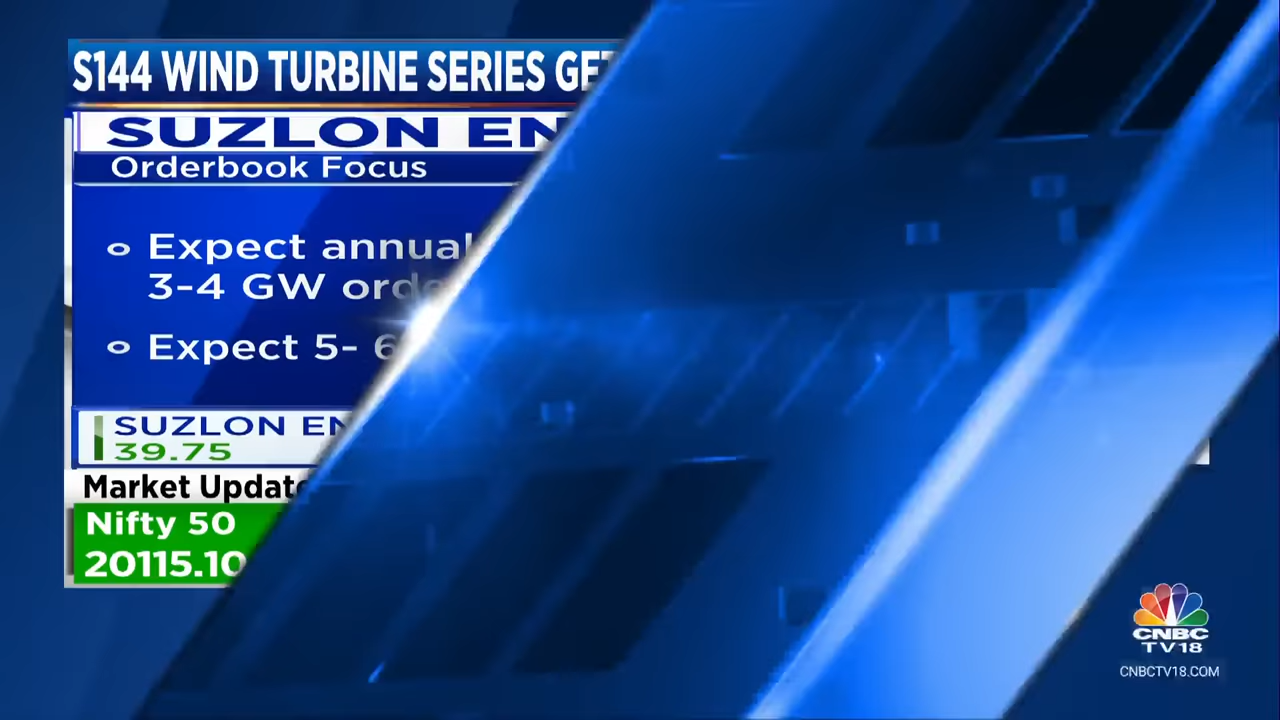 S144 WIND TURBINE SERIES GET
SUZLON EN
Orderbook Focus
Expect annual
3-4 GW orde
Expect 5- 6
SUZLON EN
39.75
Market Update
Nifty 50
20115.10
CNBC
TV18
CNBCTV18.COM